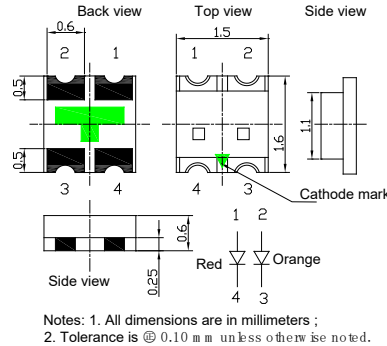 Back view Top view Side view
0.6 1.5
2 1 1 2
0.5 1.6 1.1
0.5
3 4 4 3
Cathode mark
0.6
0.25
Side view
1 2
Red Orange
4 3
Notes: 1. All dimensions are in millimeters ;
2. Tolerance is 0.10 mm unless otherwise noted.